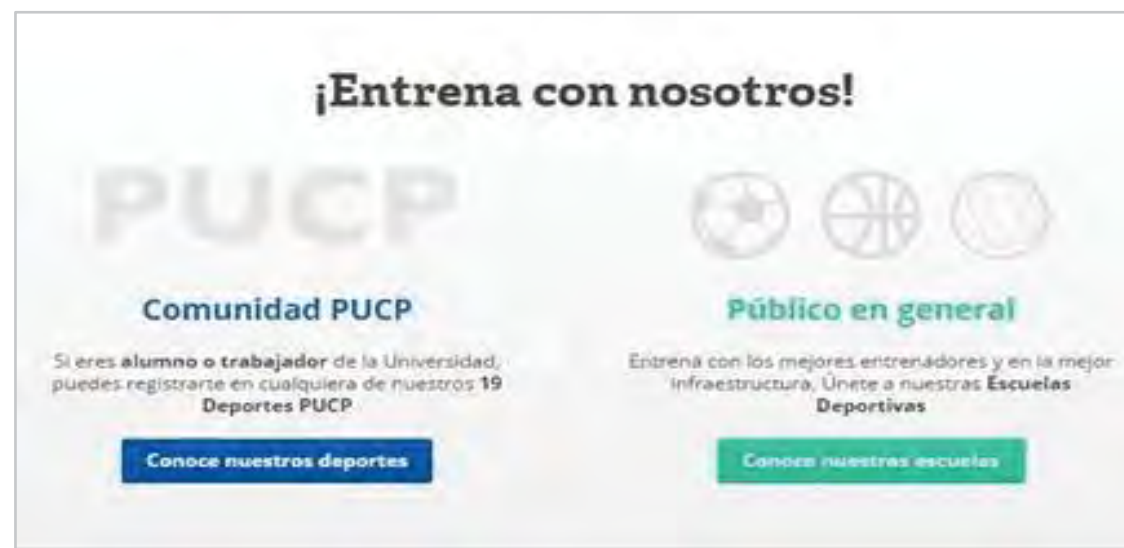 ¡Entrena con nosotros!
PUCP
Comunidad PUCP
Si eres alumno o trabajador de la Universidad,
puedes registrarte en cualquiera de nuestros 19
Deportes PUCP
Conoce nuestros deportes
Público en general
Entrena con los mejores entrenadores y en la mejor
Infraestructura. Únete a nuestras Escuelas
Deportivas
Conoce nuestras escuelas